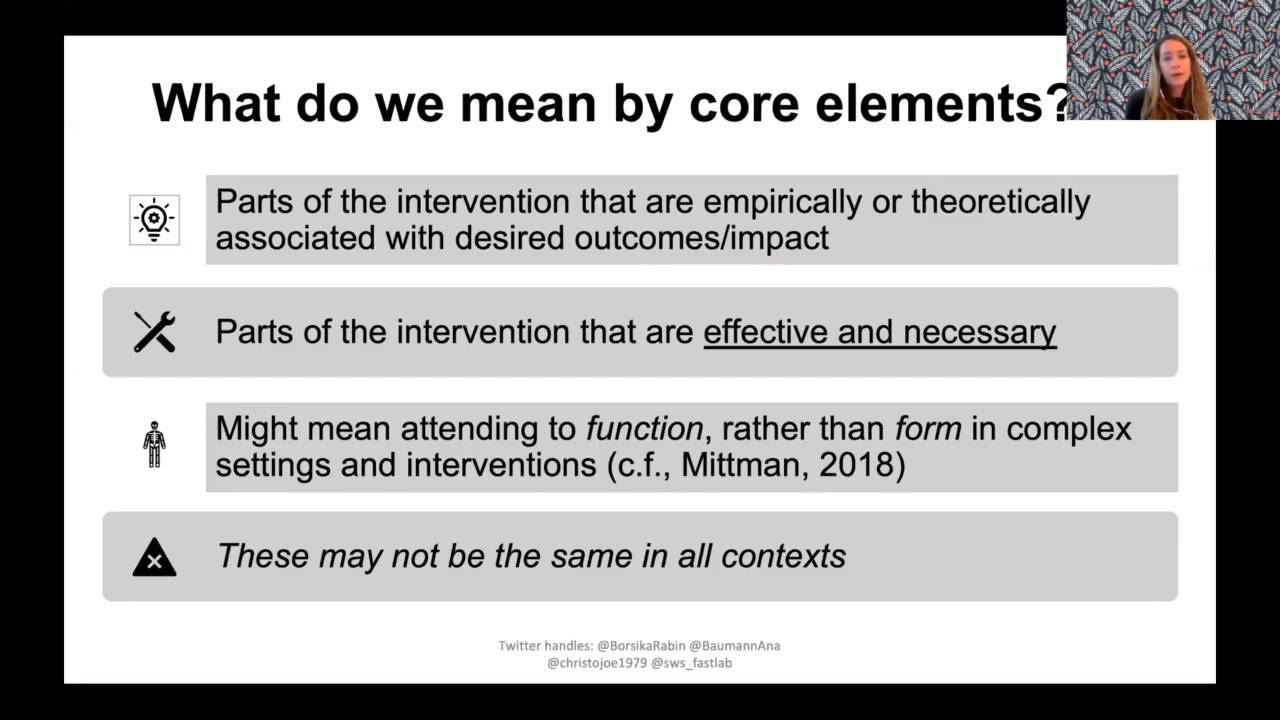 What do we mean by core elements?
Parts of the intervention that are empirically or theoretically
associated with desired outcomes/impact
Parts of the intervention that are effective and necessary
Might mean attending to function, rather than form in complex
settings and interventions (c.f., Mittman, 2018)
These may not be the same in all contexts
Twitter handles: @BorsikaRabin @BaumannAna
@christojoe1979 @sws_fastlab